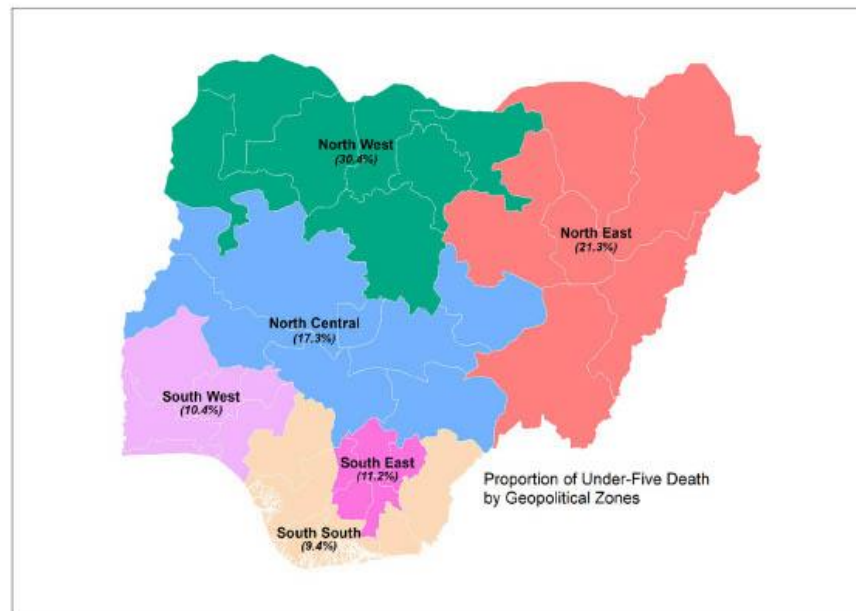 North West
(30.4%)
North East
(21.3%)
North Central
(17.3%)
South West
(10.4%)
South East
(11.2%)
Proportion of Under-Five Death
by Geopolitical Zones
South South
(9.4%)